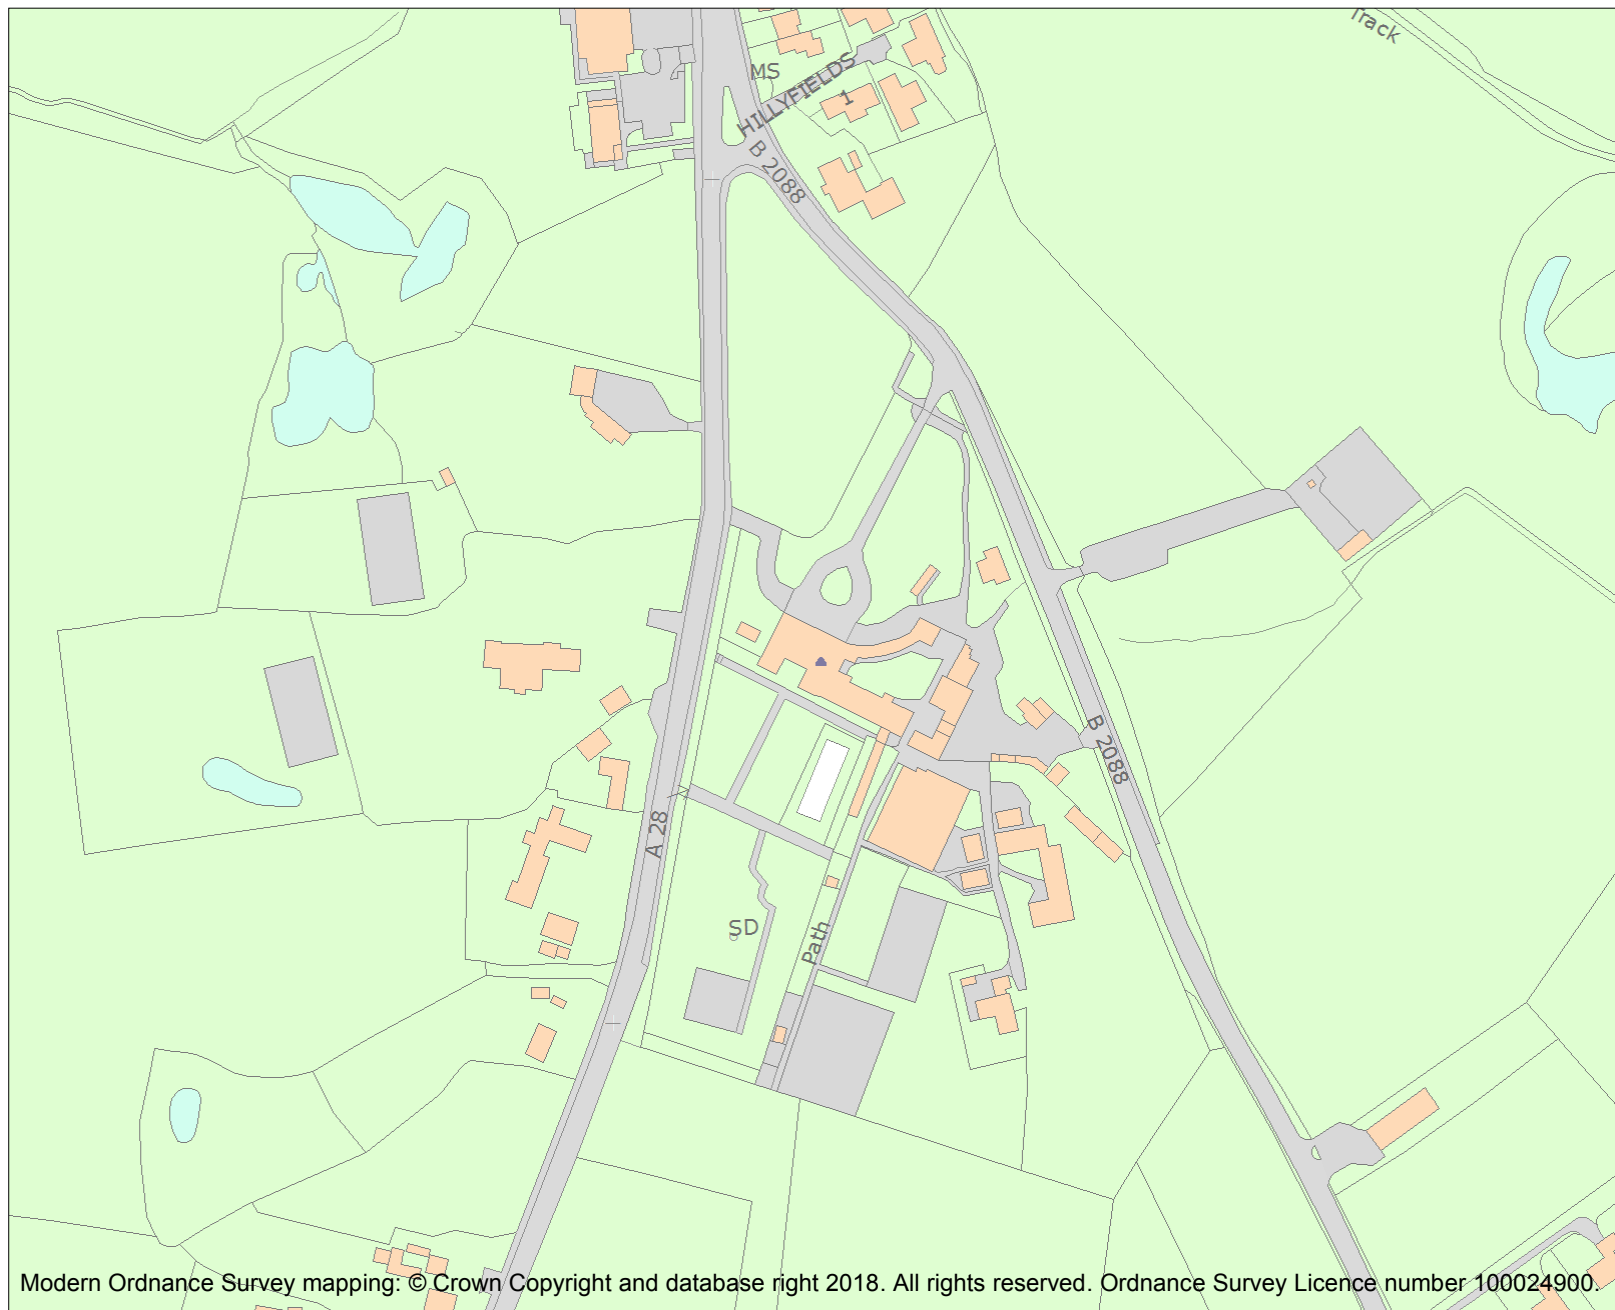 Track
MS
HILLYFIELDS
1
B 2088
B 2088
A 28
SD
Path
Modern Ordnance Survey mapping: © Crown Copyright and database right 2018. All rights reserved. Ordnance Survey Licence number 100024900.